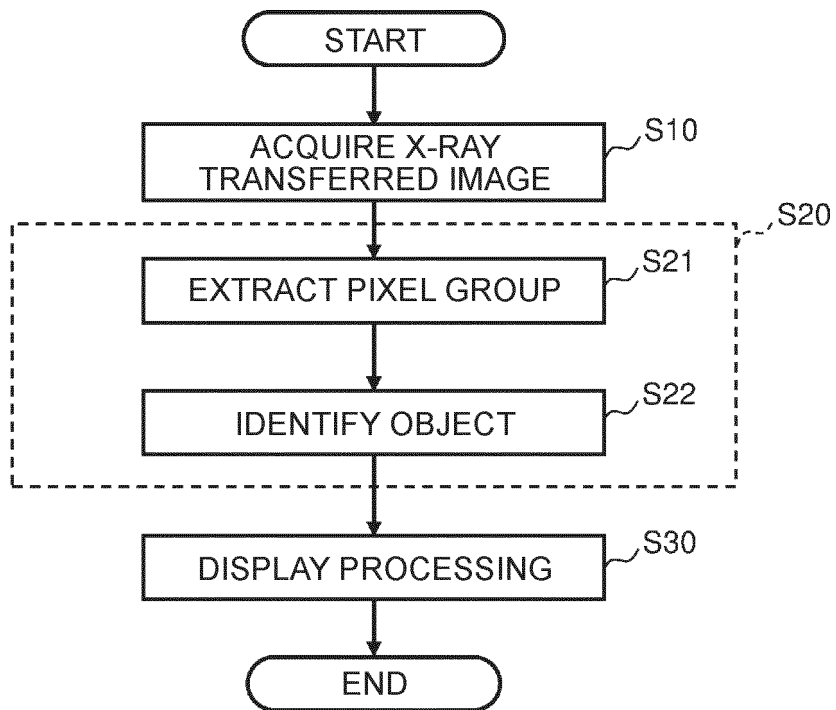 START
ACQUIRE X-RAY
TRANSFERRED IMAGE
S10
S20
EXTRACT PIXEL GROUP
S21
IDENTIFY OBJECT
S22
DISPLAY PROCESSING
S30
END